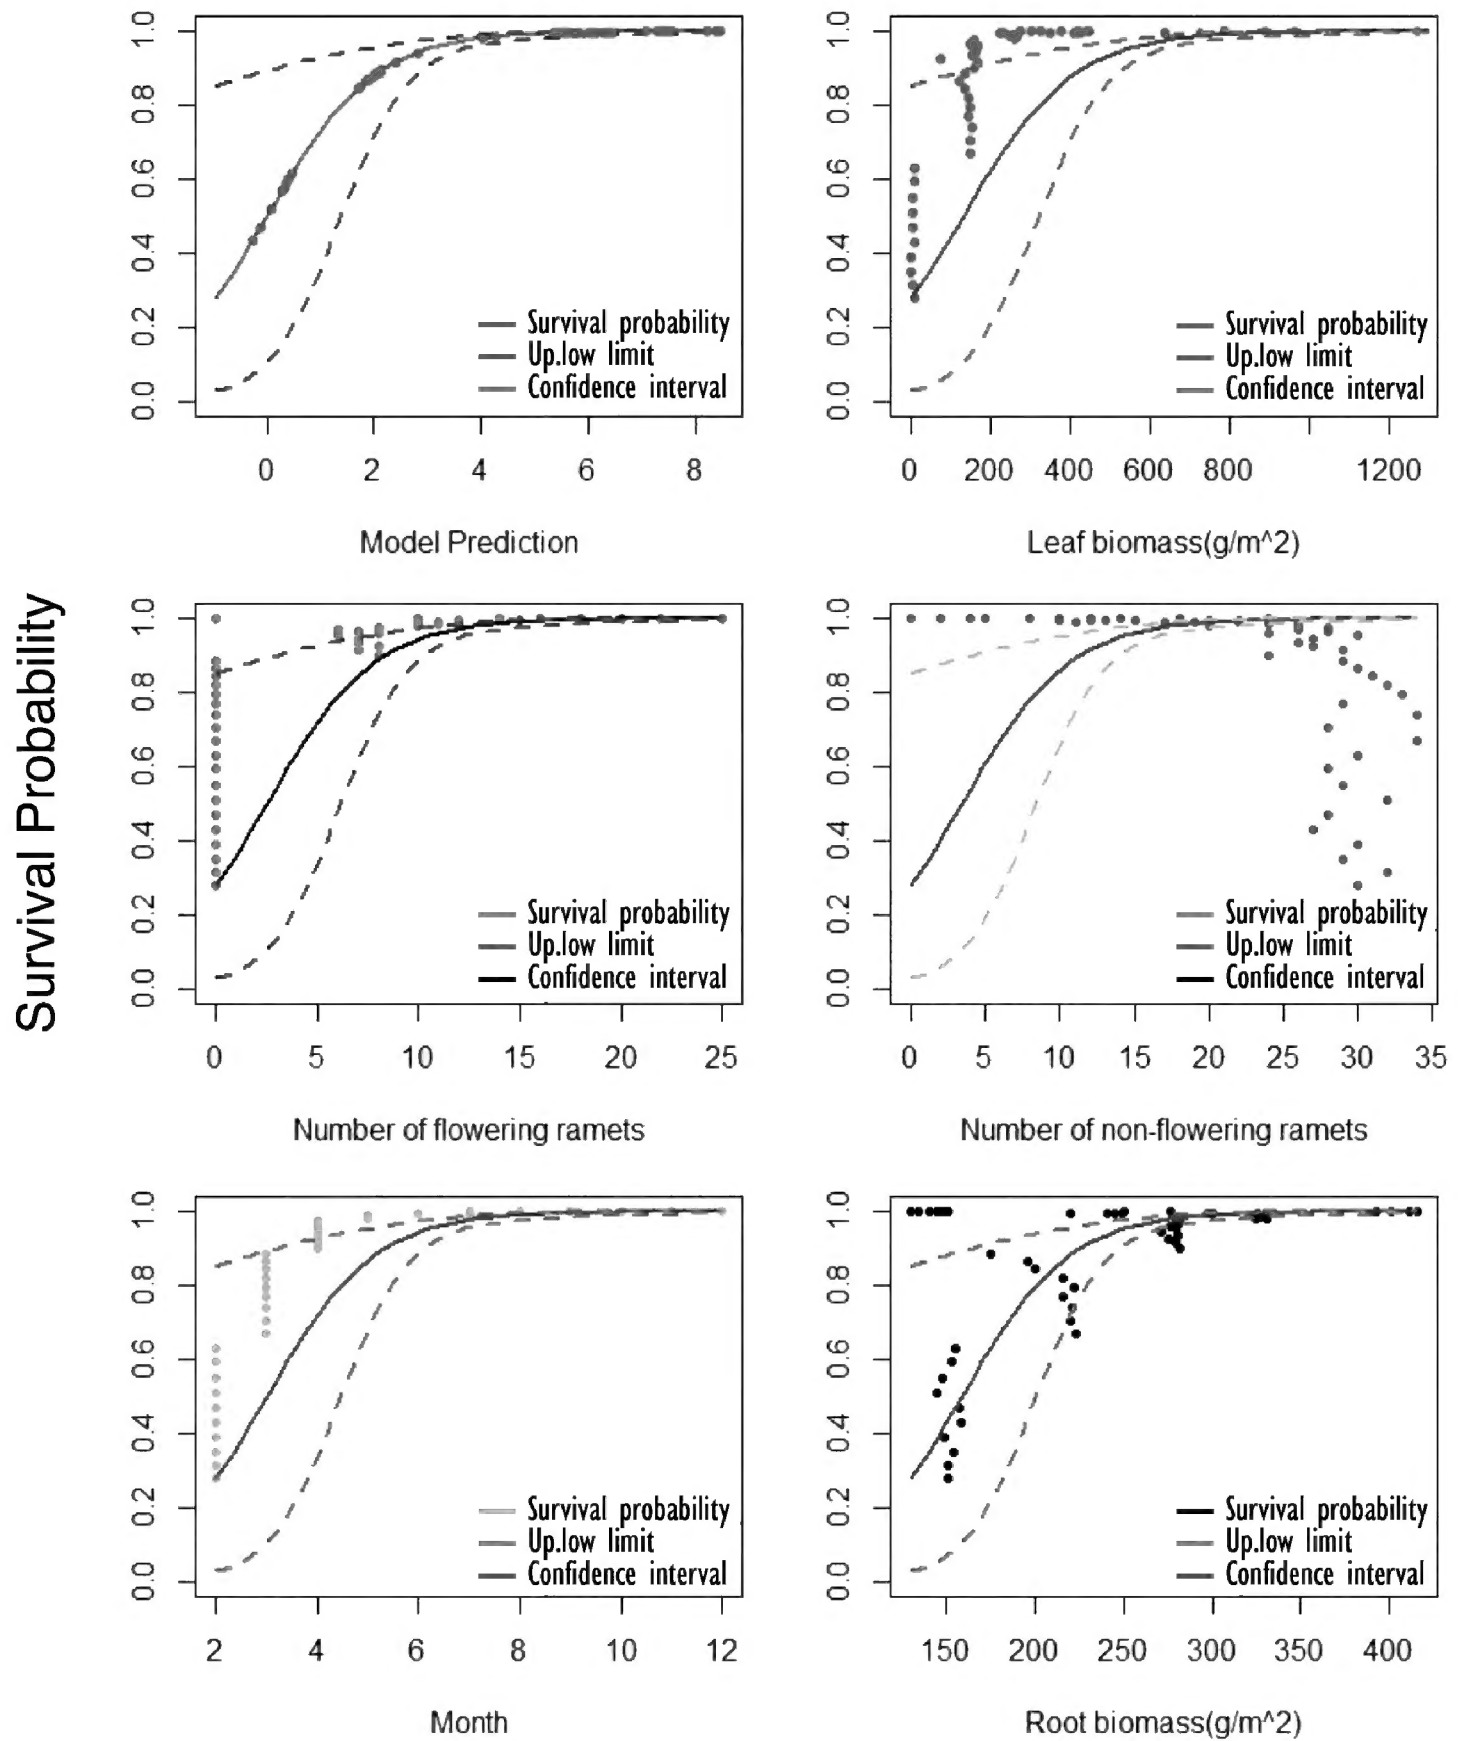 Survival Probability
0.0 0.2 0.4 0.6 0.8 1.0
Survival probability
Up.low limit
Confidence interval
0 2 4 6 8
Model Prediction
0.0 0.2 0.4 0.6 0.8 1.0
Survival probability
Up.low limit
Confidence interval
0 200 400 600 800 1200
Leaf biomass(g/m^2)
0.0 0.2 0.4 0.6 0.8 1.0
Survival probability
Up.low limit
Confidence interval
0 5 10 15 20 25
Number of flowering ramets
0.0 0.2 0.4 0.6 0.8 1.0
Survival probability
Up.low limit
Confidence interval
0 5 10 15 20 25 30 35
Number of non-flowering ramets
0.0 0.2 0.4 0.6 0.8 1.0
Survival probability
Up.low limit
Confidence interval
2 4 6 8 10 12
Month
0.0 0.2 0.4 0.6 0.8 1.0
Survival probability
Up.low limit
Confidence interval
150 200 250 300 350 400
Root biomass(g/m^2)